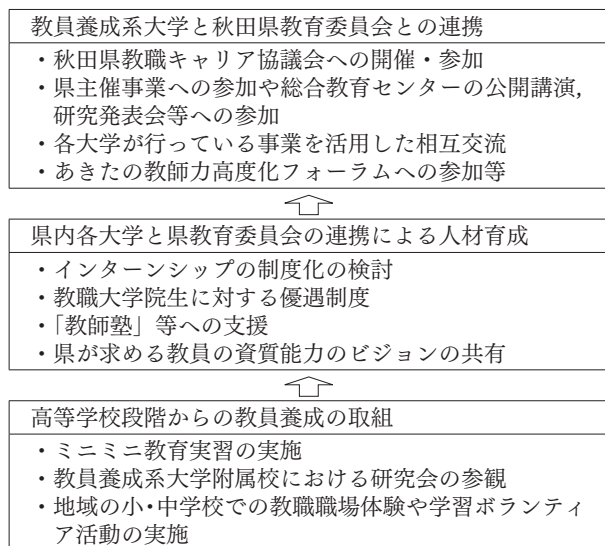 教員養成系大学と秋田県教育委員会との連携
・秋田県教職キャリア協議会への開催・参加
・県主催事業への参加や総合教育センターの公開講演,
研究発表会等への参加
・各大学が行っている事業を活用した相互交流
・あきたの教師力高度化フォーラムへの参加等
県内各大学と県教育委員会の連携による人材育成
・インターンシップの制度化の検討
・教職大学院生に対する優遇制度
・「教師塾」等への支援
・県が求める教員の資質能力のビジョンの共有
高等学校段階からの教員養成の取組
・ミニミニ教育実習の実施
・教員養成系大学附属校における研究会の参観
・地域の小・中学校での教職職場体験や学習ボランティ
ア活動の実施